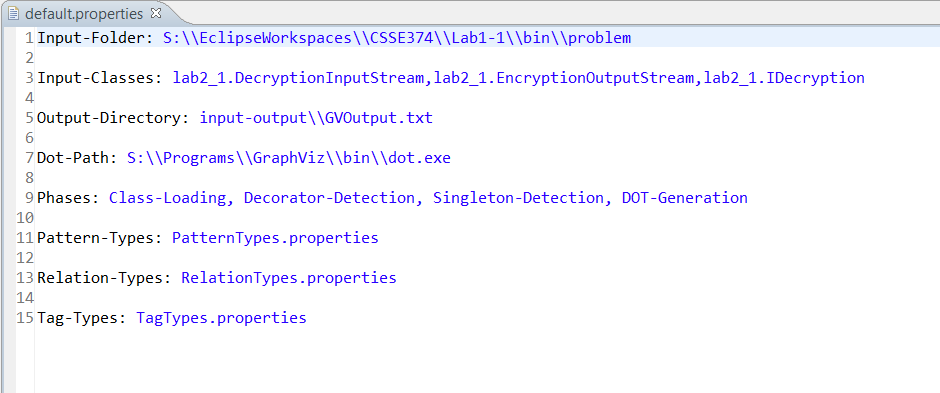 default.properties
1 Input-Folder: S:\\EclipseWorkspaces\\CSSE374\\Lab1-1\\bin\\problem
2
3 Input-Classes: lab2_1.DecryptionInputStream,lab2_1.EncryptionOutputStream,lab2_1.IDecryption
4
5 Output-Directory: input-output\\GVOutput.txt
6
7 Dot-Path: S:\\Programs\\GraphViz\\bin\\dot.exe
8
9 Phases: Class-Loading, Decorator-Detection, Singleton-Detection, DOT-Generation
10
11 Pattern-Types: PatternTypes.properties
12
13 Relation-Types: RelationTypes.properties
14
15 Tag-Types: TagTypes.properties